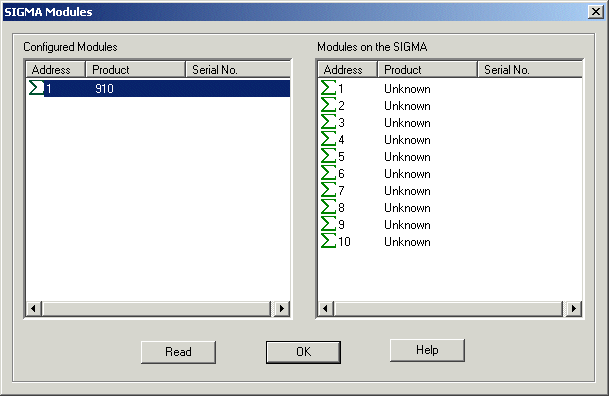 SIGMA Modules
Configured Modules
Address Product Serial No.
1 910
Modules on the SIGMA
Address Product Serial No.
1 Unknown
2 Unknown
3 Unknown
4 Unknown
5 Unknown
6 Unknown
7 Unknown
8 Unknown
9 Unknown
10 Unknown
Read OK Help